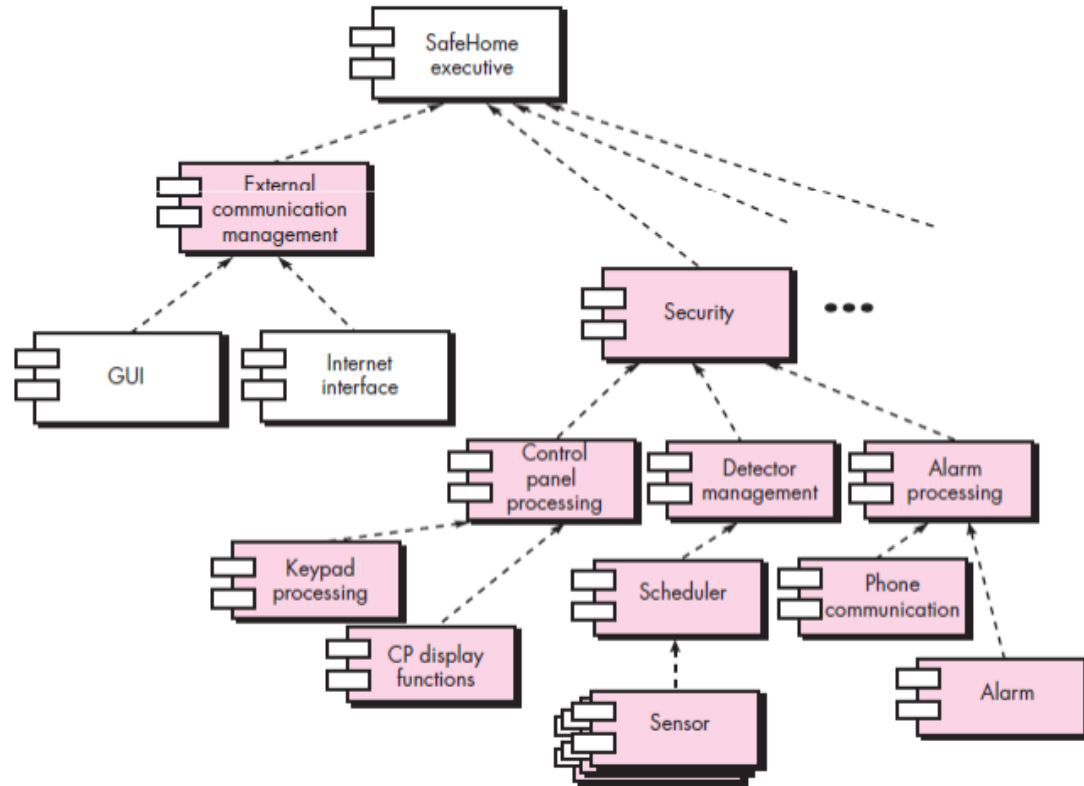 SafeHome
executive
External
communication
management
GUI
Internet
interface
Security
Control
panel
processing
Detector
management
Alarm
processing
Keypad
processing
CP display
functions
Scheduler
Phone
communication
Sensor
Alarm